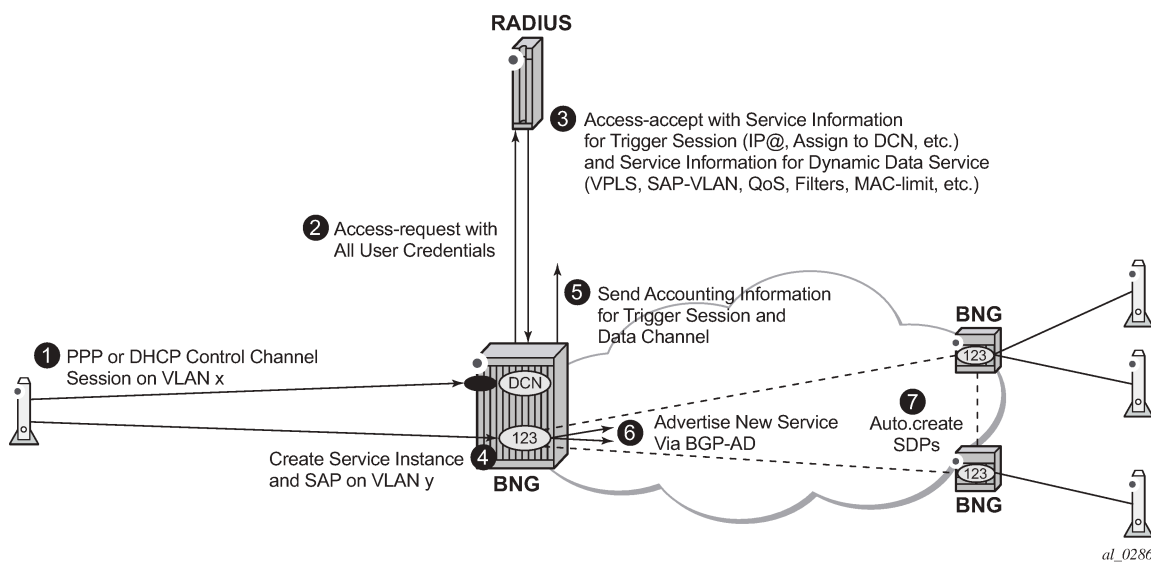 RADIUS
3 Access-accept with Service Information
for Trigger Session (IP@, Assign to DCN, etc.)
and Service Information for Dynamic Data Service
(VPLS, SAP-VLAN, QoS, Filters, MAC-limit, etc.)
2 Access-request with
All User Credentials
5 Send Accounting Information
for Trigger Session and
Data Channel
1 PPP or DHCP Control Channel
Session on VLAN x
DCN
123
4 Create Service Instance
and SAP on VLAN y
BNG
6 Advertise New Service
Via BGP-AD
BNG
123
7
Auto.create
SDPs
123
BNG
al_0286